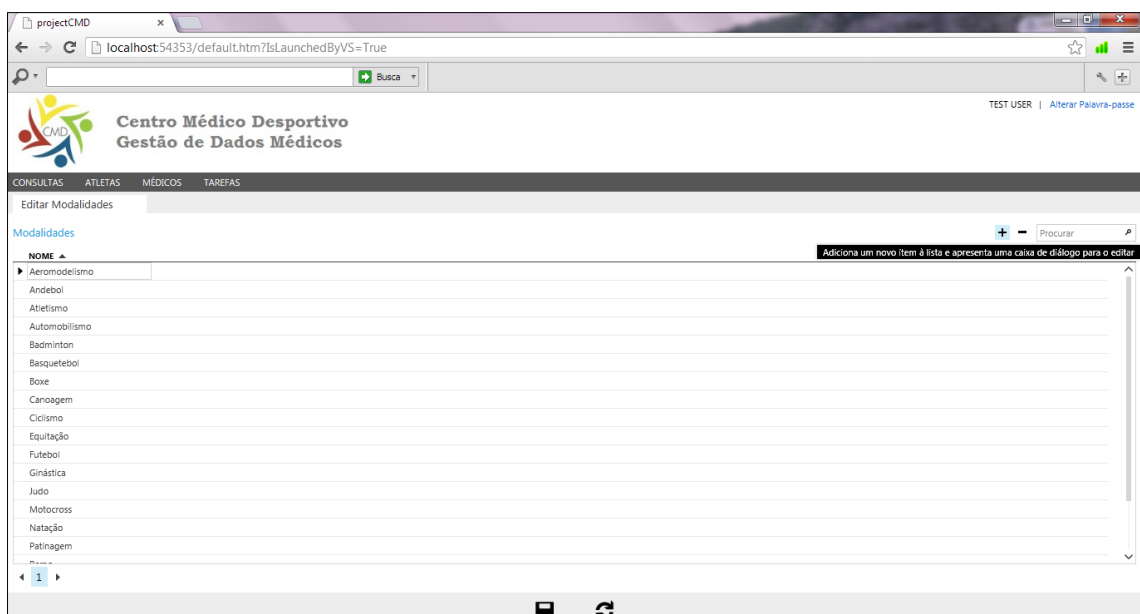 projectCMD
localhost:54353/default.htm?IsLaunchedByVS=True
Busca
CMD
Centro Médico Desportivo
Gestão de Dados Médicos
TEST USER | Alterar Palavra-passe
CONSULTAS ATLETAS MÉDICOS TAREFAS
Editar Modalidades
Modalidades
Procurar
NOME
Adiciona um novo item à lista e apresenta uma caixa de diálogo para o editar
Aeromodelismo
Andebol
Atletismo
Automobilismo
Badminton
Basquetebol
Boxe
Canoagem
Ciclismo
Equitação
Futebol
Ginástica
Judo
Motocross
Natação
Patinagem
1